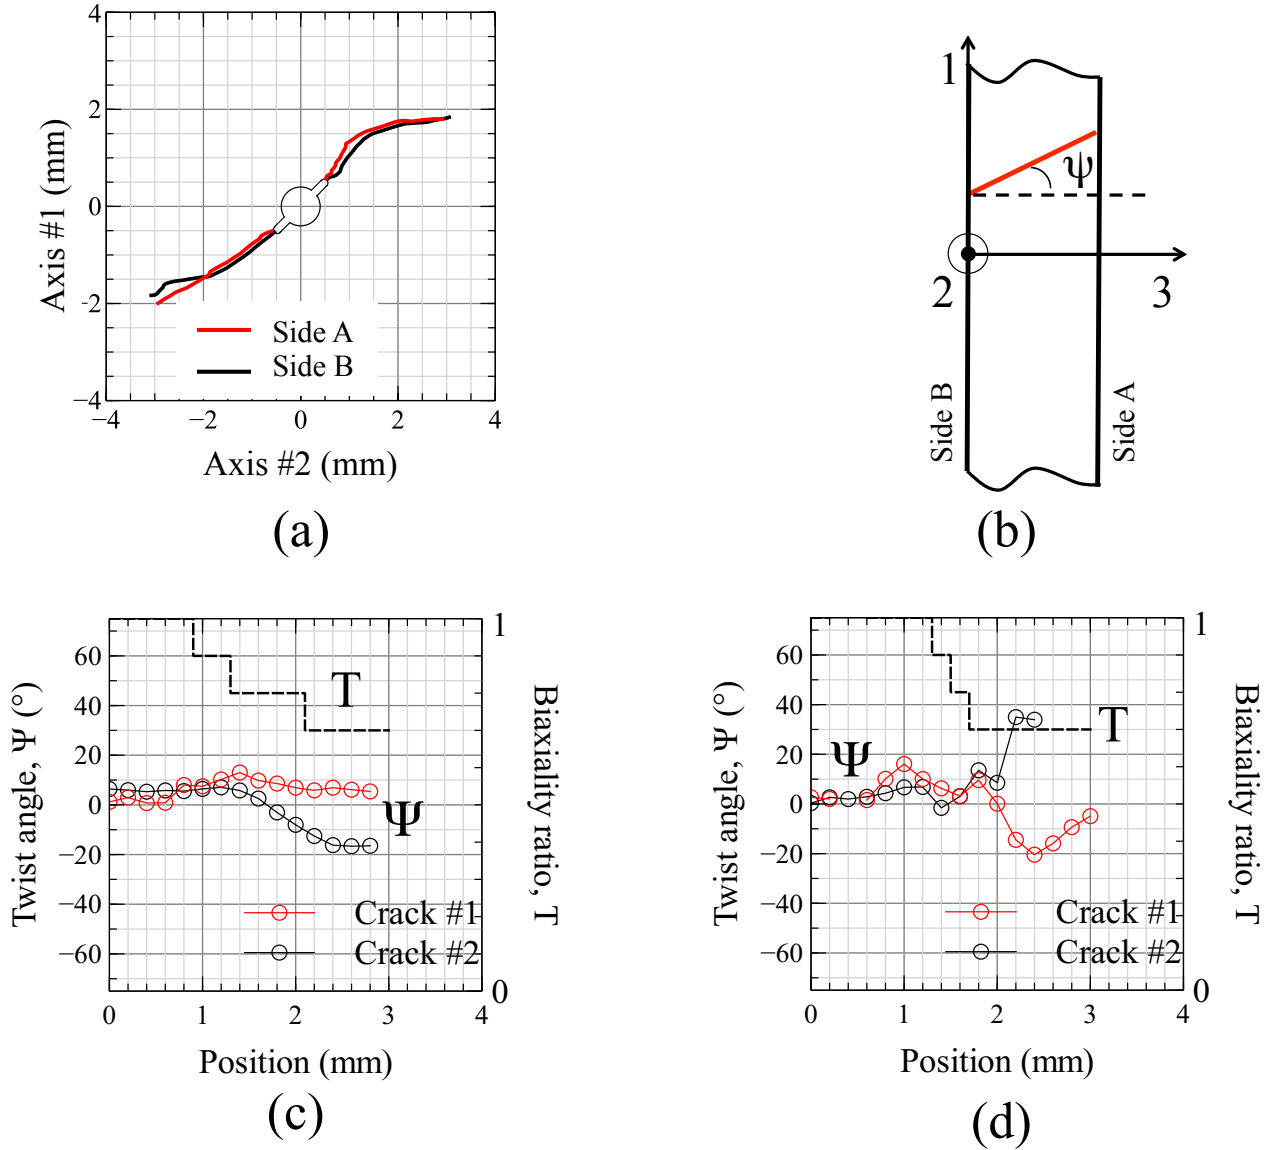 4
2
0
-2
−4
−4
−2
0
2
4
Axis #1 (mm)
Axis #2 (mm)
Side A
Side B
(a)
1
ψ
2
3
Side B
Side A
(b)
60
40
20
0
−20
−40
−60
0
1
2
3
4
1
0
Twist angle, Ψ (°)
Biaxiality ratio, T
T
Ψ
Crack #1
Crack #2
Position (mm)
(c)
60
40
20
0
−20
−40
−60
0
1
2
3
4
1
0
Twist angle, Ψ (°)
Biaxiality ratio, T
T
Ψ
Crack #1
Crack #2
Position (mm)
(d)